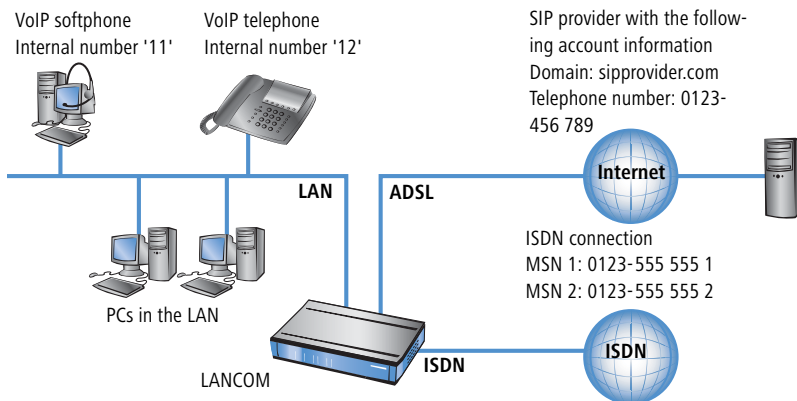 VoIP softphone
Internal number '11'
VoIP telephone
Internal number '12'
SIP provider with the follow-
ing account information
Domain: sipprovider.com
Telephone number: 0123-
456 789
LAN
ADSL
Internet
ISDN connection
MSN 1: 0123-555 555 1
MSN 2: 0123-555 555 2
PCs in the LAN
LANCOM
ISDN
ISDN